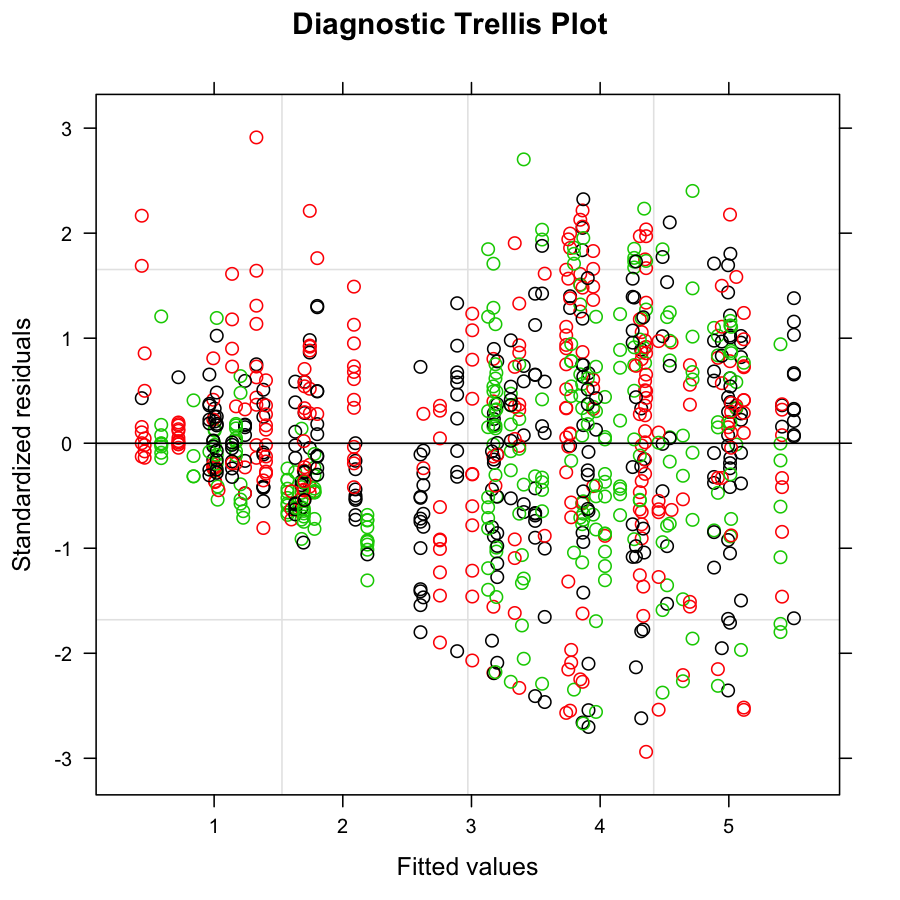 Diagnostic Trellis Plot
3
2
1
0
-1
-2
-3
Standardized residuals
1 2 3 4 5
Fitted values